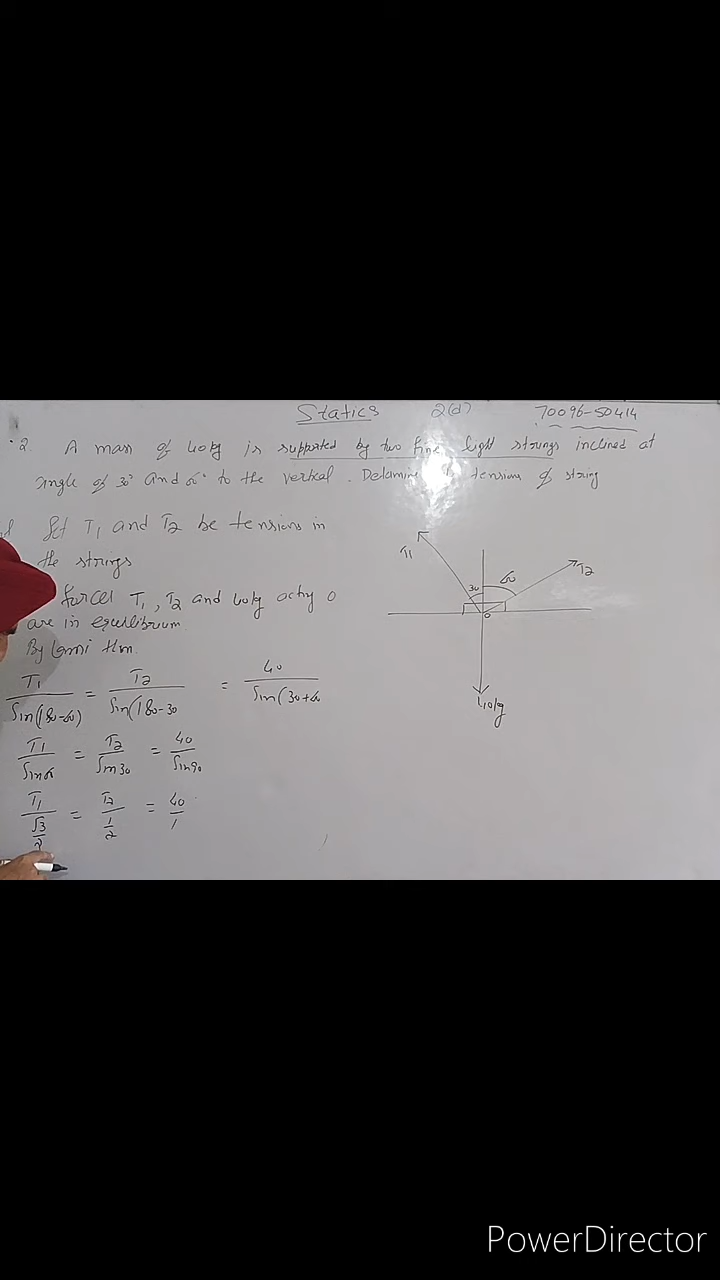 Statics 2(d) 70096-50414
2. A mass of 40kg is supported by two fine light strings inclined at
angle of 30° and 60° to the vertical. Determine tension of string
Let T1 and T2 be tensions in
the strings
forces T1, T2 and 40kg acting O
are in equilibrium
By Lami thm.
T1/Sin(180-60) = T2/Sin(180-30 = 40/Sin(30+60
T1/Sin60 = T2/Sin30 = 40/Sin90
T1/(√3/2) = T2/(1/2) = 40/1
T1
T2
30
60
O
40kg
PowerDirector